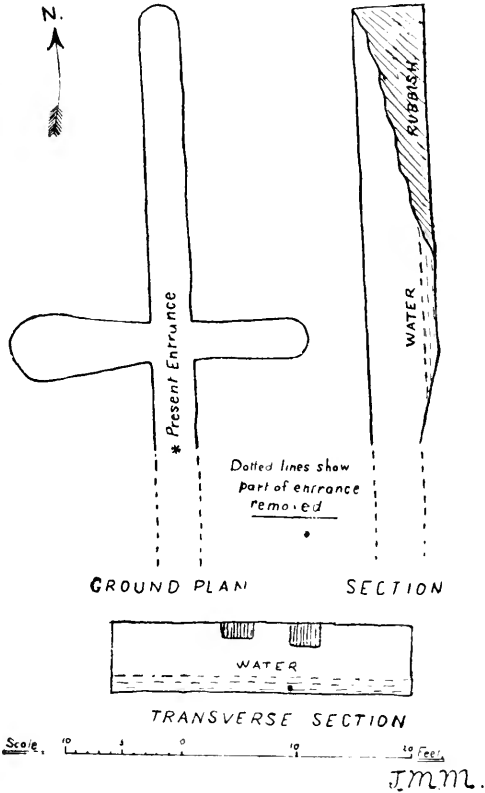 N.
RUBBISH.
WATER
* Present Entrance
Dotted lines show
part of entrance
removed
GROUND PLAN
SECTION
WATER
TRANSVERSE SECTION
Scale. 10 5 0 10 20 Feet.
J.M.M.